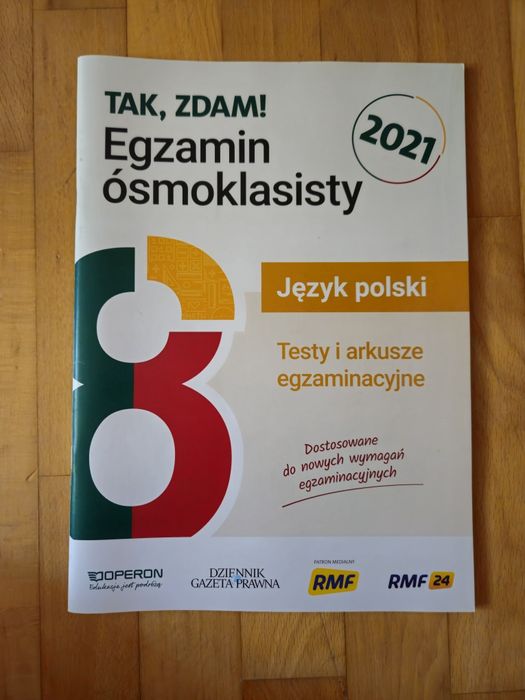 TAK, ZDAM!
Egzamin
ósmoklasisty
2021
8
Język polski
Testy i arkusze
egzaminacyjne
Dostosowane
do nowych wymagań
egzaminacyjnych
OPERON
Edukacja jest podróżą
DZIENNIK
GAZETA PRAWNA
PATRON MEDIALNY
RMF
RMF 24